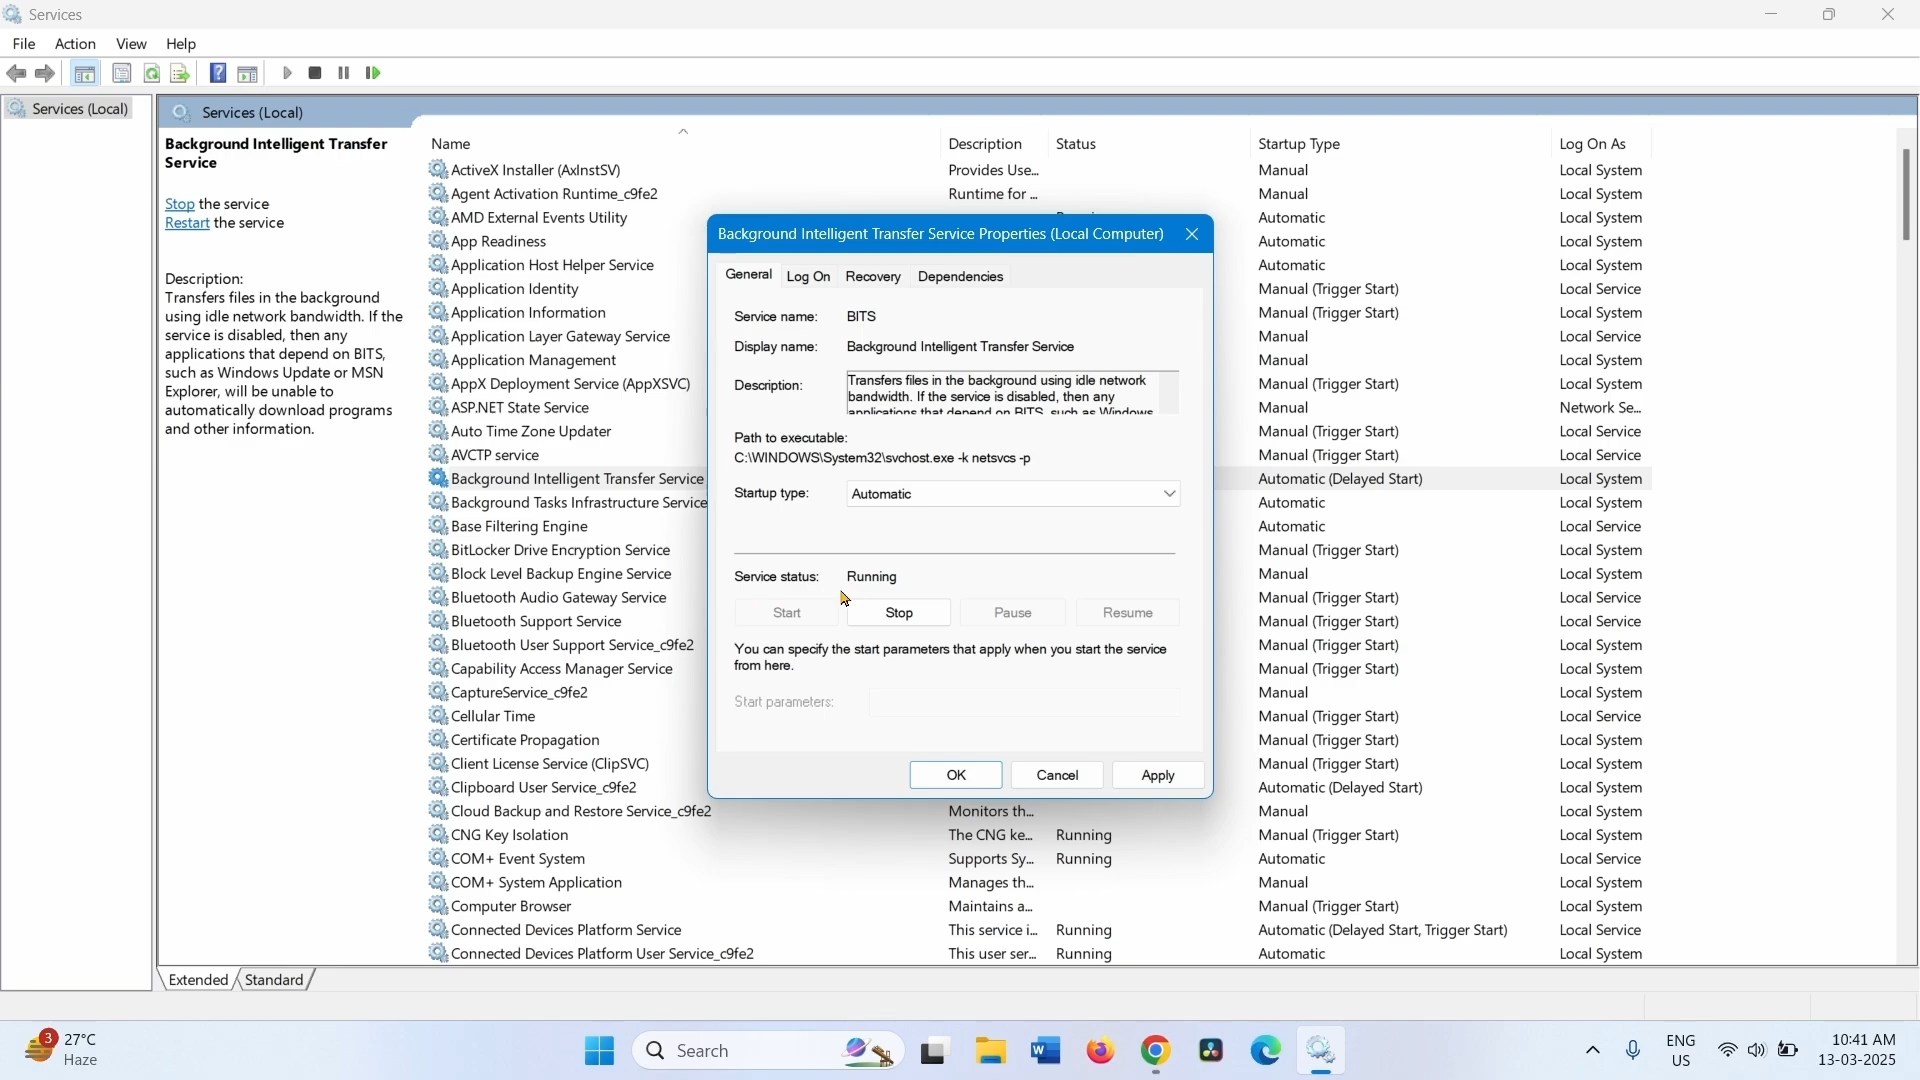 Services
File Action View Help
Services (Local)
Services (Local)
Background Intelligent Transfer
Service
Stop the service
Restart the service
Description:
Transfers files in the background
using idle network bandwidth. If the
service is disabled, then any
applications that depend on BITS,
such as Windows Update or MSN
Explorer, will be unable to
automatically download programs
and other information.
Name Description Status Startup Type Log On As
ActiveX Installer (AxInstSV) Provides Use... Manual Local System
Agent Activation Runtime_c9fe2 Runtime for ... Manual Local System
AMD External Events Utility Automatic Local System
App Readiness Automatic Local System
Application Host Helper Service Automatic Local System
Application Identity Manual (Trigger Start) Local Service
Application Information Manual (Trigger Start) Local System
Application Layer Gateway Service Manual Local Service
Application Management Manual Local System
AppX Deployment Service (AppXSVC) Manual (Trigger Start) Local System
ASP.NET State Service Manual Network Se...
Auto Time Zone Updater Manual (Trigger Start) Local Service
AVCTP service Manual (Trigger Start) Local Service
Background Intelligent Transfer Service Automatic (Delayed Start) Local System
Background Tasks Infrastructure Service Automatic Local System
Base Filtering Engine Automatic Local Service
BitLocker Drive Encryption Service Manual (Trigger Start) Local System
Block Level Backup Engine Service Manual Local System
Bluetooth Audio Gateway Service Manual (Trigger Start) Local Service
Bluetooth Support Service Manual (Trigger Start) Local Service
Bluetooth User Support Service_c9fe2 Manual (Trigger Start) Local System
Capability Access Manager Service Manual (Trigger Start) Local System
CaptureService_c9fe2 Manual Local System
Cellular Time Manual (Trigger Start) Local Service
Certificate Propagation Manual (Trigger Start) Local System
Client License Service (ClipSVC) Manual (Trigger Start) Local System
Clipboard User Service_c9fe2 Automatic (Delayed Start) Local System
Cloud Backup and Restore Service_c9fe2 Monitors th... Manual Local System
CNG Key Isolation The CNG ke... Running Manual (Trigger Start) Local System
COM+ Event System Supports Sy... Running Automatic Local Service
COM+ System Application Manages th... Manual Local System
Computer Browser Maintains a... Manual (Trigger Start) Local System
Connected Devices Platform Service This service i... Running Automatic (Delayed Start, Trigger Start) Local Service
Connected Devices Platform User Service_c9fe2 This user ser... Running Automatic Local System
Background Intelligent Transfer Service Properties (Local Computer)
General Log On Recovery Dependencies
Service name: BITS
Display name: Background Intelligent Transfer Service
Description: Transfers files in the background using idle network
bandwidth. If the service is disabled, then any
applications that depend on BITS, such as Windows
Path to executable:
C:\WINDOWS\System32\svchost.exe -k netsvcs -p
Startup type: Automatic
Service status: Running
Start Stop Pause Resume
You can specify the start parameters that apply when you start the service
from here.
Start parameters:
OK Cancel Apply
Extended Standard
3 27°C
Haze
Search
ENG
US
10:41 AM
13-03-2025